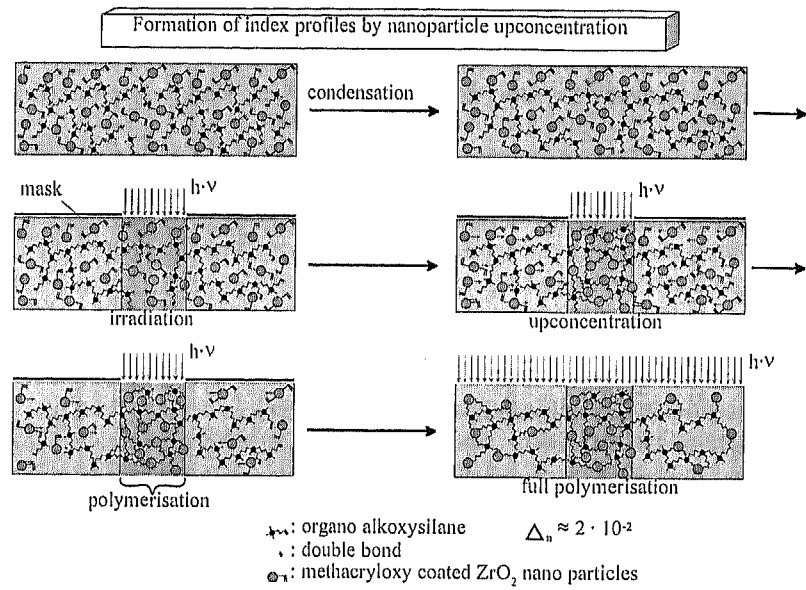 Formation of index profiles by nanoparticle upconcentration
condensation
mask
h·ν
h·ν
irradiation
upconcentration
h·ν
h·ν
polymerisation
full polymerisation
: organo alkoxysilane
Δn ≈ 2 · 10⁻²
: double bond
: methacryloxy coated ZrO₂ nano particles